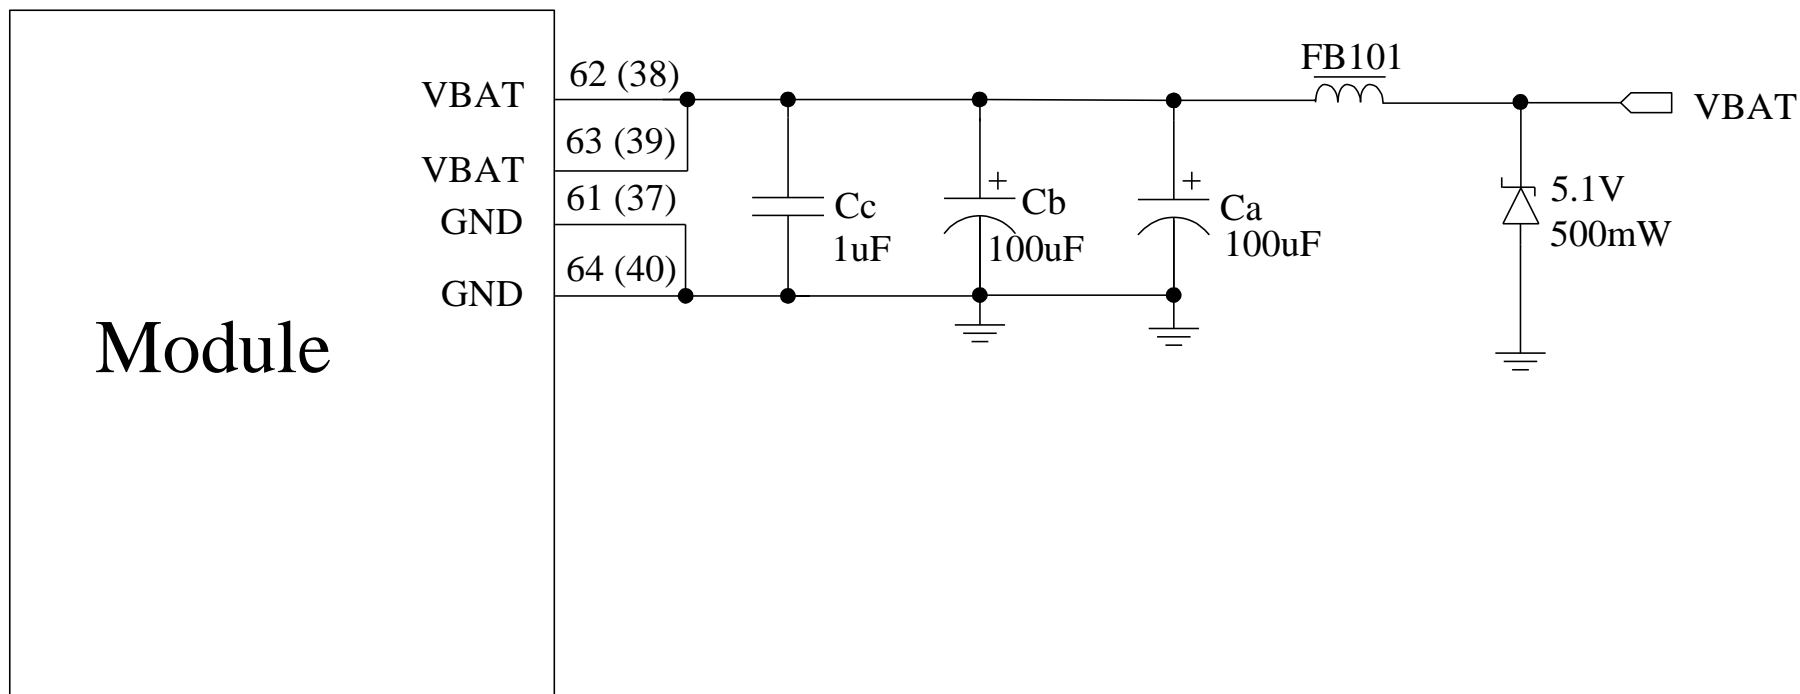 FB101
62 (38)
VBAT
VBAT
63 (39)
VBAT
61 (37)
GND
64 (40)
GND
+
Cc
1uF
+
Cb
100uF
+
Ca
100uF
5.1V
500mW
Module